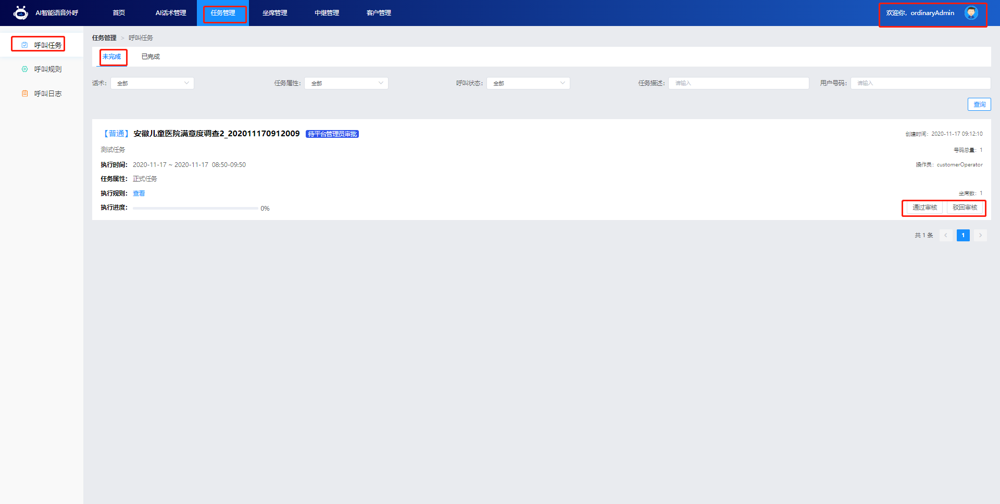 AI智能语音外呼 首页 AI话术管理 任务管理 坐席管理 中继管理 客户管理 欢迎你，ordinaryAdmin
呼叫任务
呼叫规则
呼叫日志
任务管理 > 呼叫任务
未完成 已完成
话术： 全部 任务属性： 全部 呼叫状态： 全部 任务描述： 请输入 用户号码： 请输入
查询
【普通】 安徽儿童医院满意度调查2_202011170912009 待平台管理员审批 创建时间：2020-11-17 09:12:10
测试任务 号码总量：1
执行时间： 2020-11-17 ~ 2020-11-17 08:50-09:50 操作员：customerOperator
任务属性： 正式任务
执行规则： 查看 坐席数：1
执行进度： 0% 通过审核 驳回审核
共 1 条 < 1 >